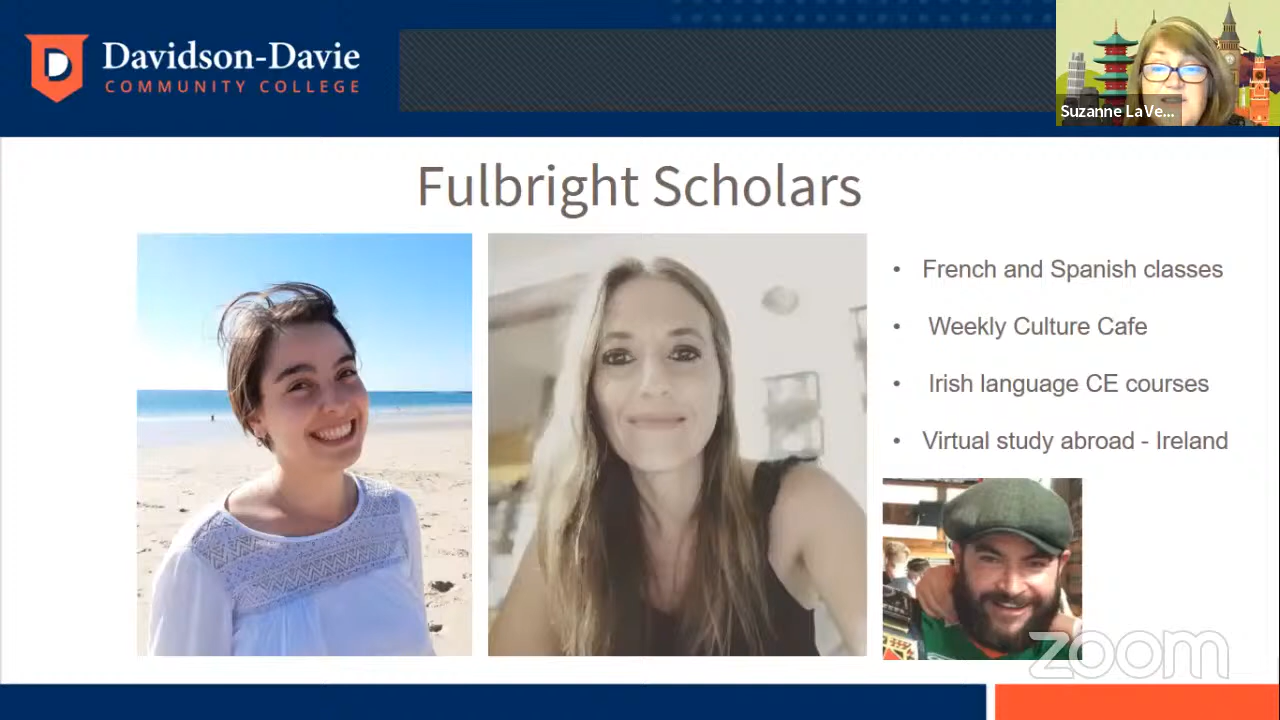 Davidson-Davie
COMMUNITY COLLEGE
Suzanne LaVe...
Fulbright Scholars
• French and Spanish classes
• Weekly Culture Cafe
• Irish language CE courses
• Virtual study abroad - Ireland
zoom